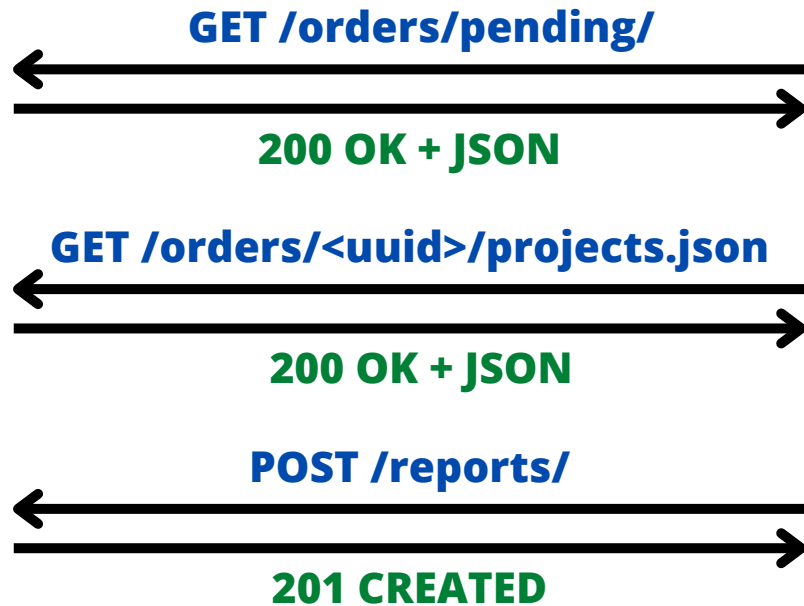 GET /orders/pending/
200 OK + JSON
GET /orders/<uuid>/projects.json
200 OK + JSON
POST /reports/
201 CREATED